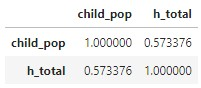 child_pop h_total
child_pop 1.000000 0.573376
h_total 0.573376 1.000000